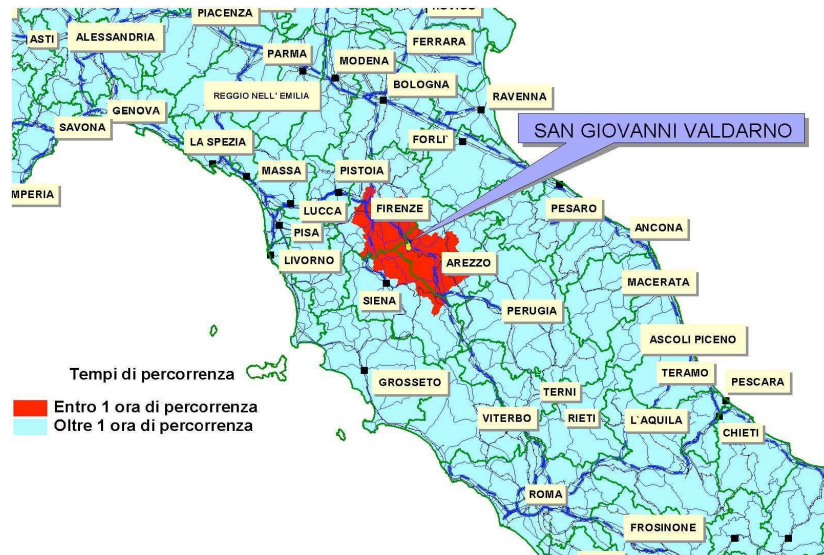 PIACENZA
ROVIGO
ASTI
ALESSANDRIA
FERRARA
PARMA
MODENA
BOLOGNA
REGGIO NELL' EMILIA
RAVENNA
GENOVA
SAVONA
SAN GIOVANNI VALDARNO
FORLI`
LA SPEZIA
MASSA
PISTOIA
MPERIA
LUCCA
FIRENZE
PESARO
PISA
ANCONA
LIVORNO
AREZZO
MACERATA
SIENA
PERUGIA
ASCOLI PICENO
Tempi di percorrenza
TERAMO
GROSSETO
PESCARA
TERNI
Entro 1 ora di percorrenza
Oltre 1 ora di percorrenza
VITERBO
RIETI
L`AQUILA
CHIETI
ROMA
FROSINONE